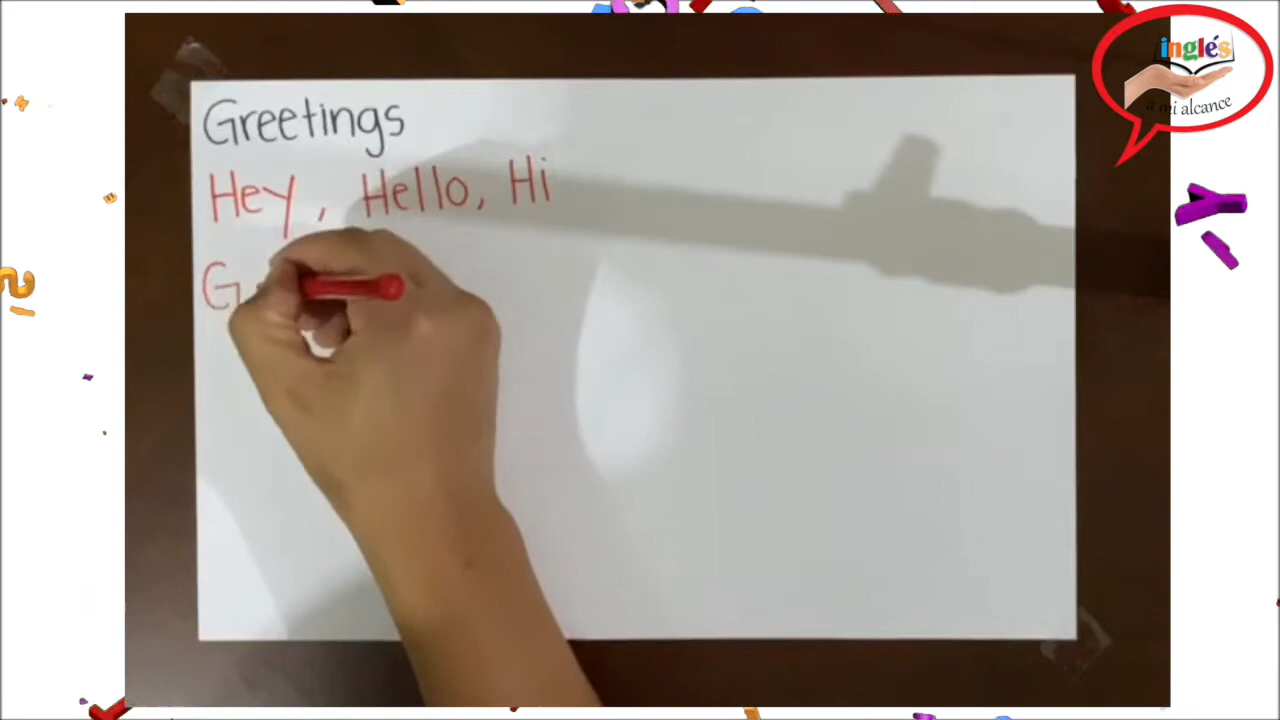 inglés
a mi alcance
Greetings
Hey, Hello, Hi
G